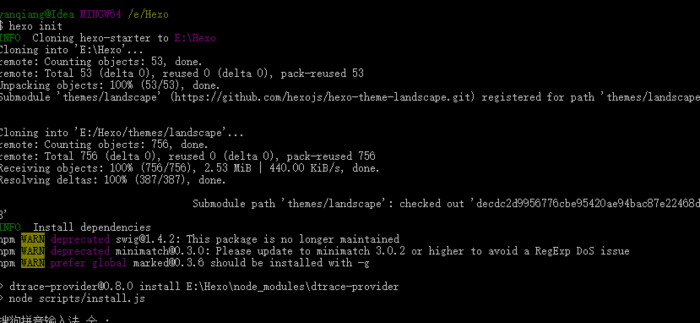 yanqiang@Idea MINGW64 /e/Hexo
$ hexo init
INFO  Cloning hexo-starter to E:\Hexo
Cloning into 'E:\Hexo'...
remote: Counting objects: 53, done.
remote: Total 53 (delta 0), reused 0 (delta 0), pack-reused 53
Unpacking objects: 100% (53/53), done.
Submodule 'themes/landscape' (https://github.com/hexojs/hexo-theme-landscape.git) registered for path 'themes/landscape
Cloning into 'E:/Hexo/themes/landscape'...
remote: Counting objects: 756, done.
remote: Total 756 (delta 0), reused 0 (delta 0), pack-reused 756
Receiving objects: 100% (756/756), 2.53 MiB | 440.00 KiB/s, done.
Resolving deltas: 100% (387/387), done.
Submodule path 'themes/landscape': checked out 'decdc2d9956776cbe95420ae94bac87e22468d
3'
INFO  Install dependencies
npm WARN deprecated swig@1.4.2: This package is no longer maintained
npm WARN deprecated minimatch@0.3.0: Please update to minimatch 3.0.2 or higher to avoid a RegExp DoS issue
npm WARN prefer global marked@0.3.6 should be installed with -g
> dtrace-provider@0.8.0 install E:\Hexo\node_modules\dtrace-provider
> node scripts/install.js
搜狗拼音输入法 全 :